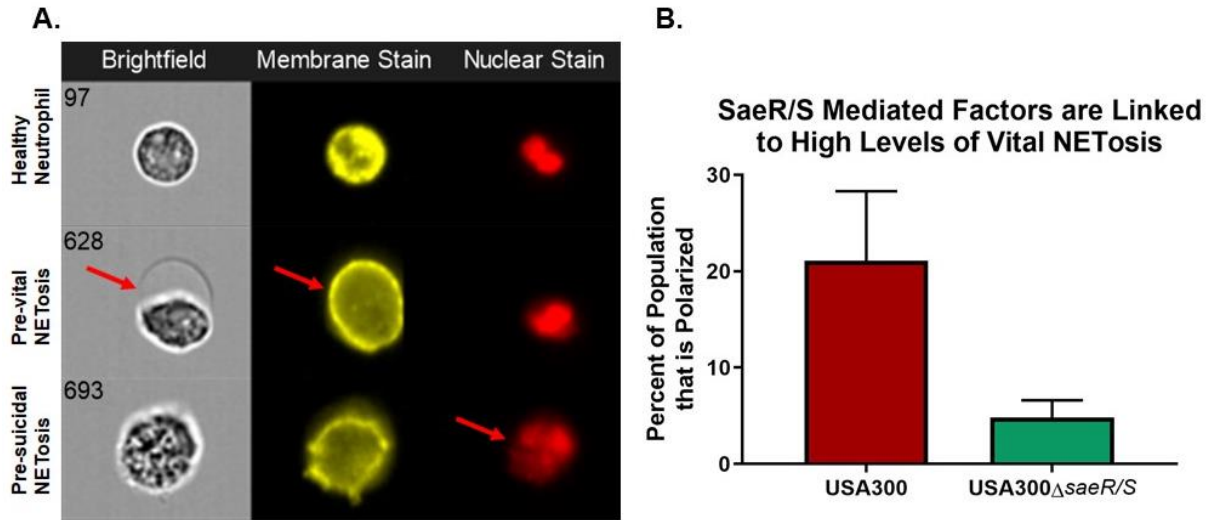 A.
Brightfield Membrane Stain Nuclear Stain
Healthy
Neutrophil
97
Pre-vital
NETosis
628
Pre-suicidal
NETosis
693
B.
SaeR/S Mediated Factors are Linked
to High Levels of Vital NETosis
Percent of Population
that is Polarized
30
20
10
0
USA300 USA300ΔsaeR/S